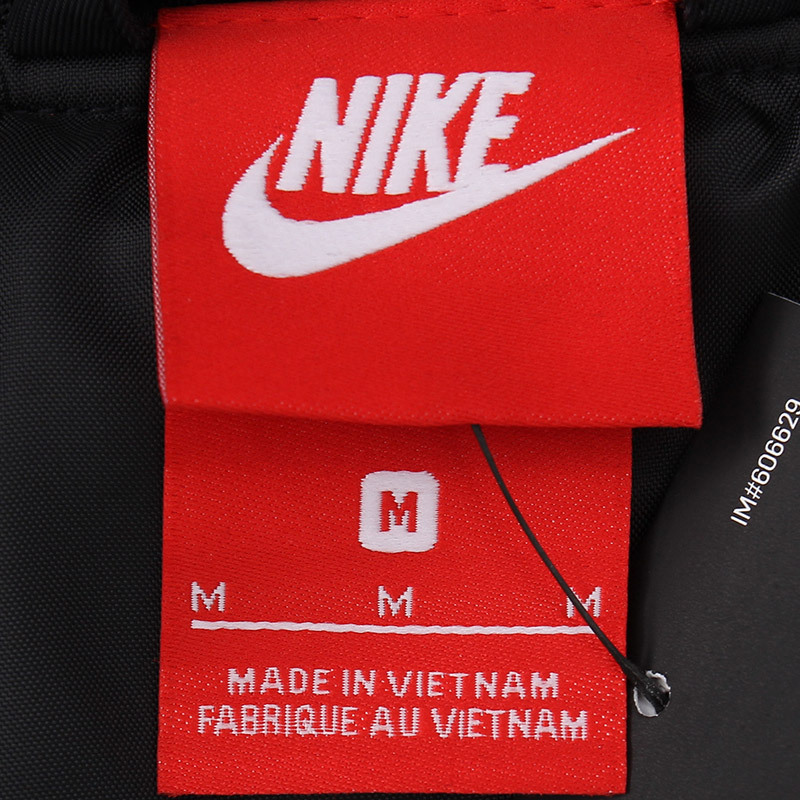 NIKE
IM#606629
M
M M M
MADE IN VIETNAM
FABRIQUE AU VIETNAM